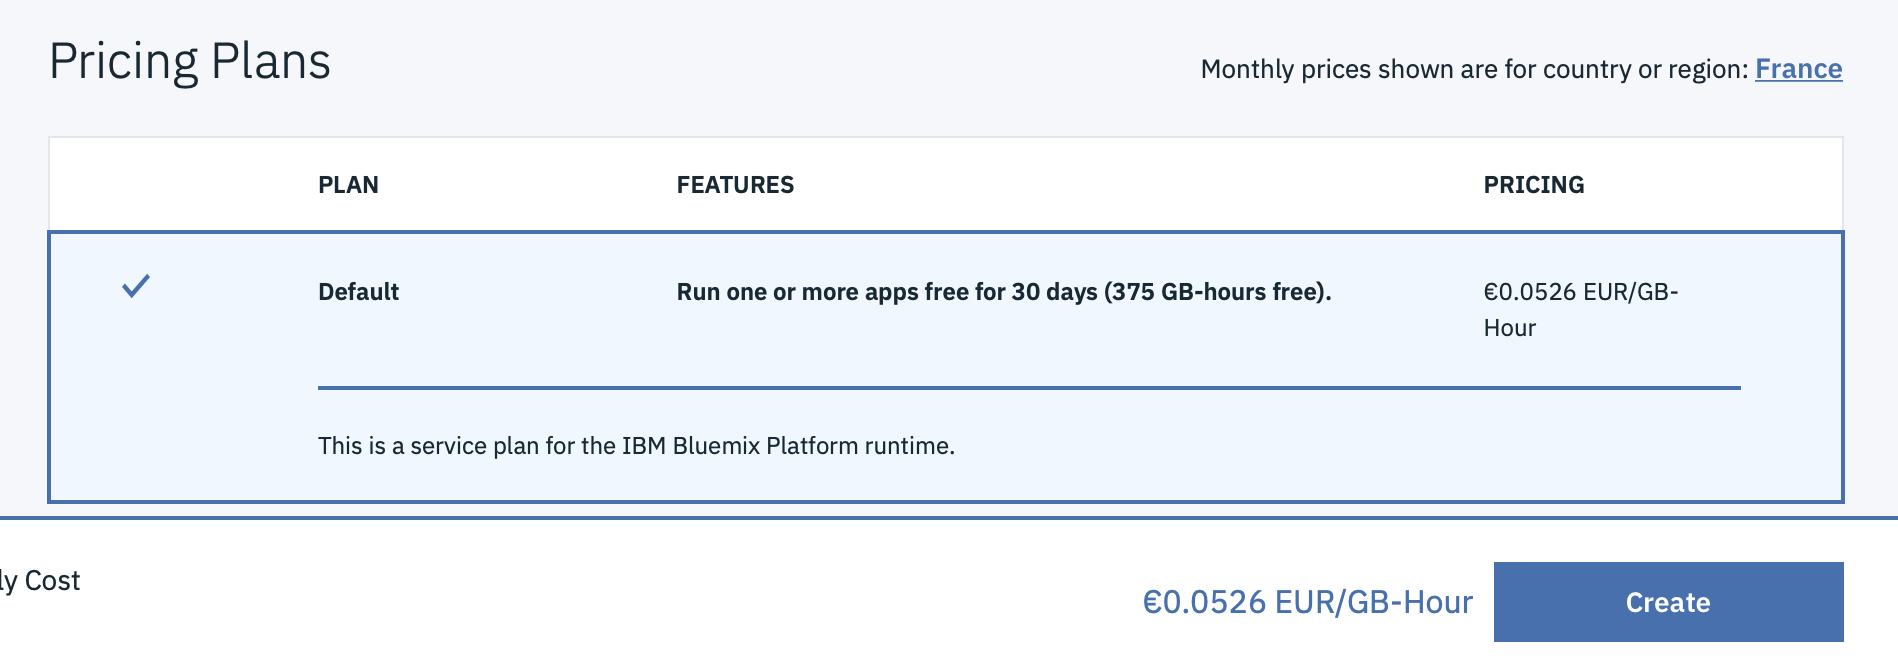 Pricing Plans
Monthly prices shown are for country or region: France
PLAN FEATURES PRICING
Default Run one or more apps free for 30 days (375 GB-hours free). €0.0526 EUR/GB-
Hour
This is a service plan for the IBM Bluemix Platform runtime.
ly Cost
€0.0526 EUR/GB-Hour Create